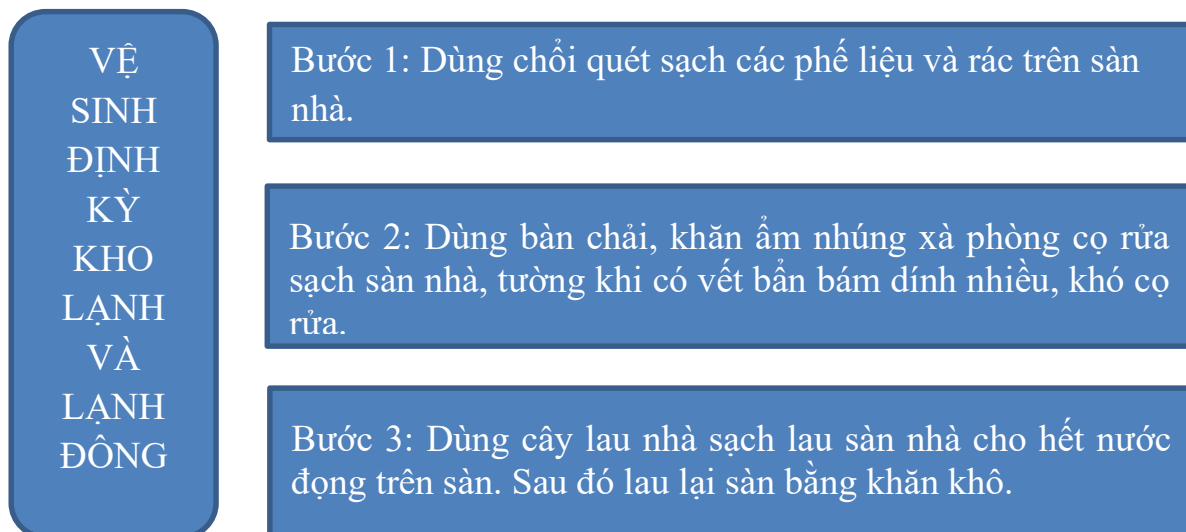 VỆ
SINH
ĐỊNH
KỲ
KHO
LẠNH
VÀ
LẠNH
ĐÔNG
Bước 1: Dùng chổi quét sạch các phế liệu và rác trên sàn
nhà.
Bước 2: Dùng bàn chải, khăn ẩm nhúng xà phòng cọ rửa
sạch sàn nhà, tường khi có vết bẩn bám dính nhiều, khó cọ
rửa.
Bước 3: Dùng cây lau nhà sạch lau sàn nhà cho hết nước
đọng trên sàn. Sau đó lau lại sàn bằng khăn khô.